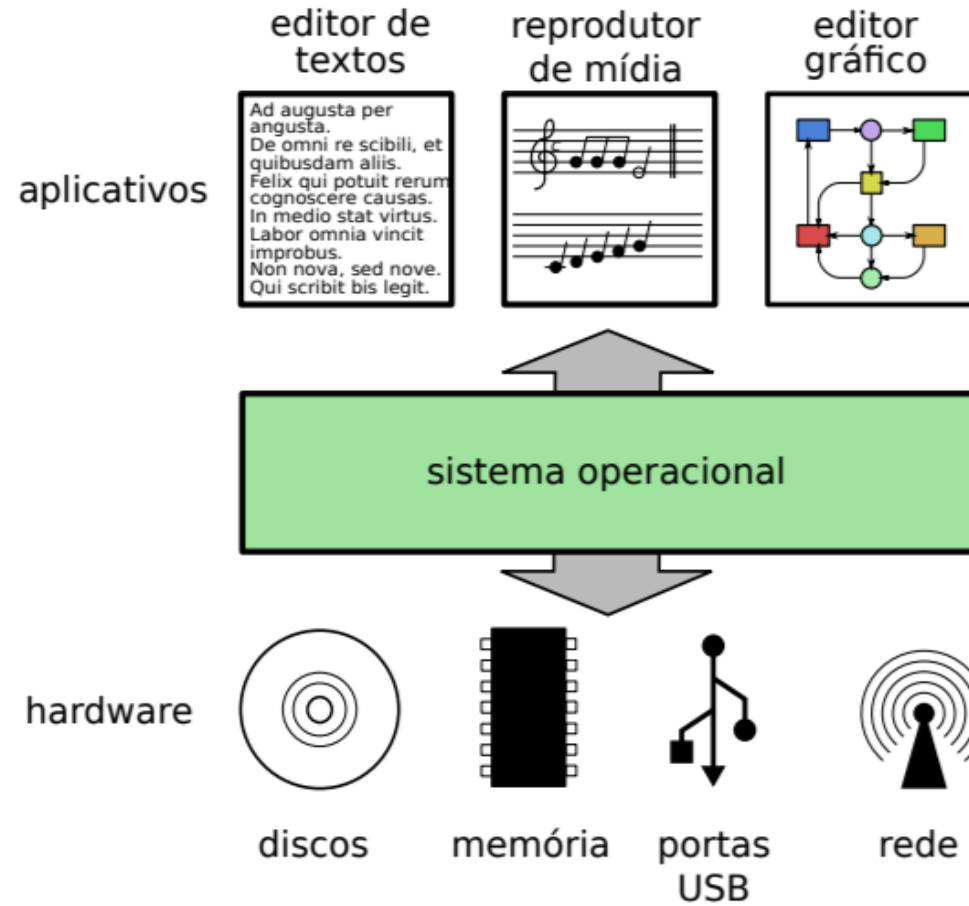 editor de
textos
reprodutor
de mídia
editor
gráfico
aplicativos
Ad augusta per
angusta.
De omni re scibili, et
quibusdam aliis.
Felix qui potuit rerum
cognoscere causas.
In medio stat virtus.
Labor omnia vincit
improbus.
Non nova, sed nove.
Qui scribit bis legit.
sistema operacional
hardware
discos
memória
portas
USB
rede